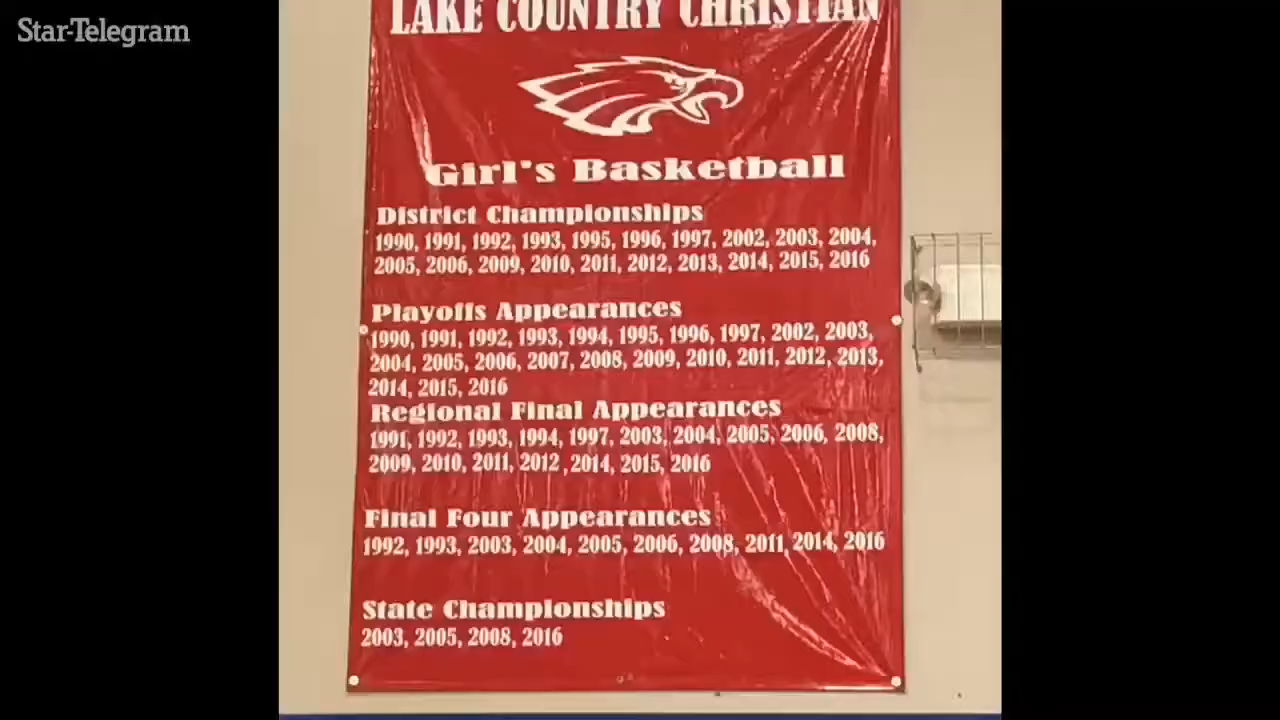 Star-Telegram
LAKE COUNTRY CHRISTIAN
Girl's Basketball
District Championships
1990, 1991, 1992, 1993, 1995, 1996, 1997, 2002, 2003, 2004,
2005, 2006, 2009, 2010, 2011, 2012, 2013, 2014, 2015, 2016
Playoffs Appearances
1990, 1991, 1992, 1993, 1994, 1995, 1996, 1997, 2002, 2003,
2004, 2005, 2006, 2007, 2008, 2009, 2010, 2011, 2012, 2013,
2014, 2015, 2016
Regional Final Appearances
1991, 1992, 1993, 1994, 1997, 2003, 2004, 2005, 2006, 2008,
2009, 2010, 2011, 2012 , 2014, 2015, 2016
Final Four Appearances
1992, 1993, 2003, 2004, 2005, 2006, 2008, 2011, 2014, 2016
State Championships
2003, 2005, 2008, 2016